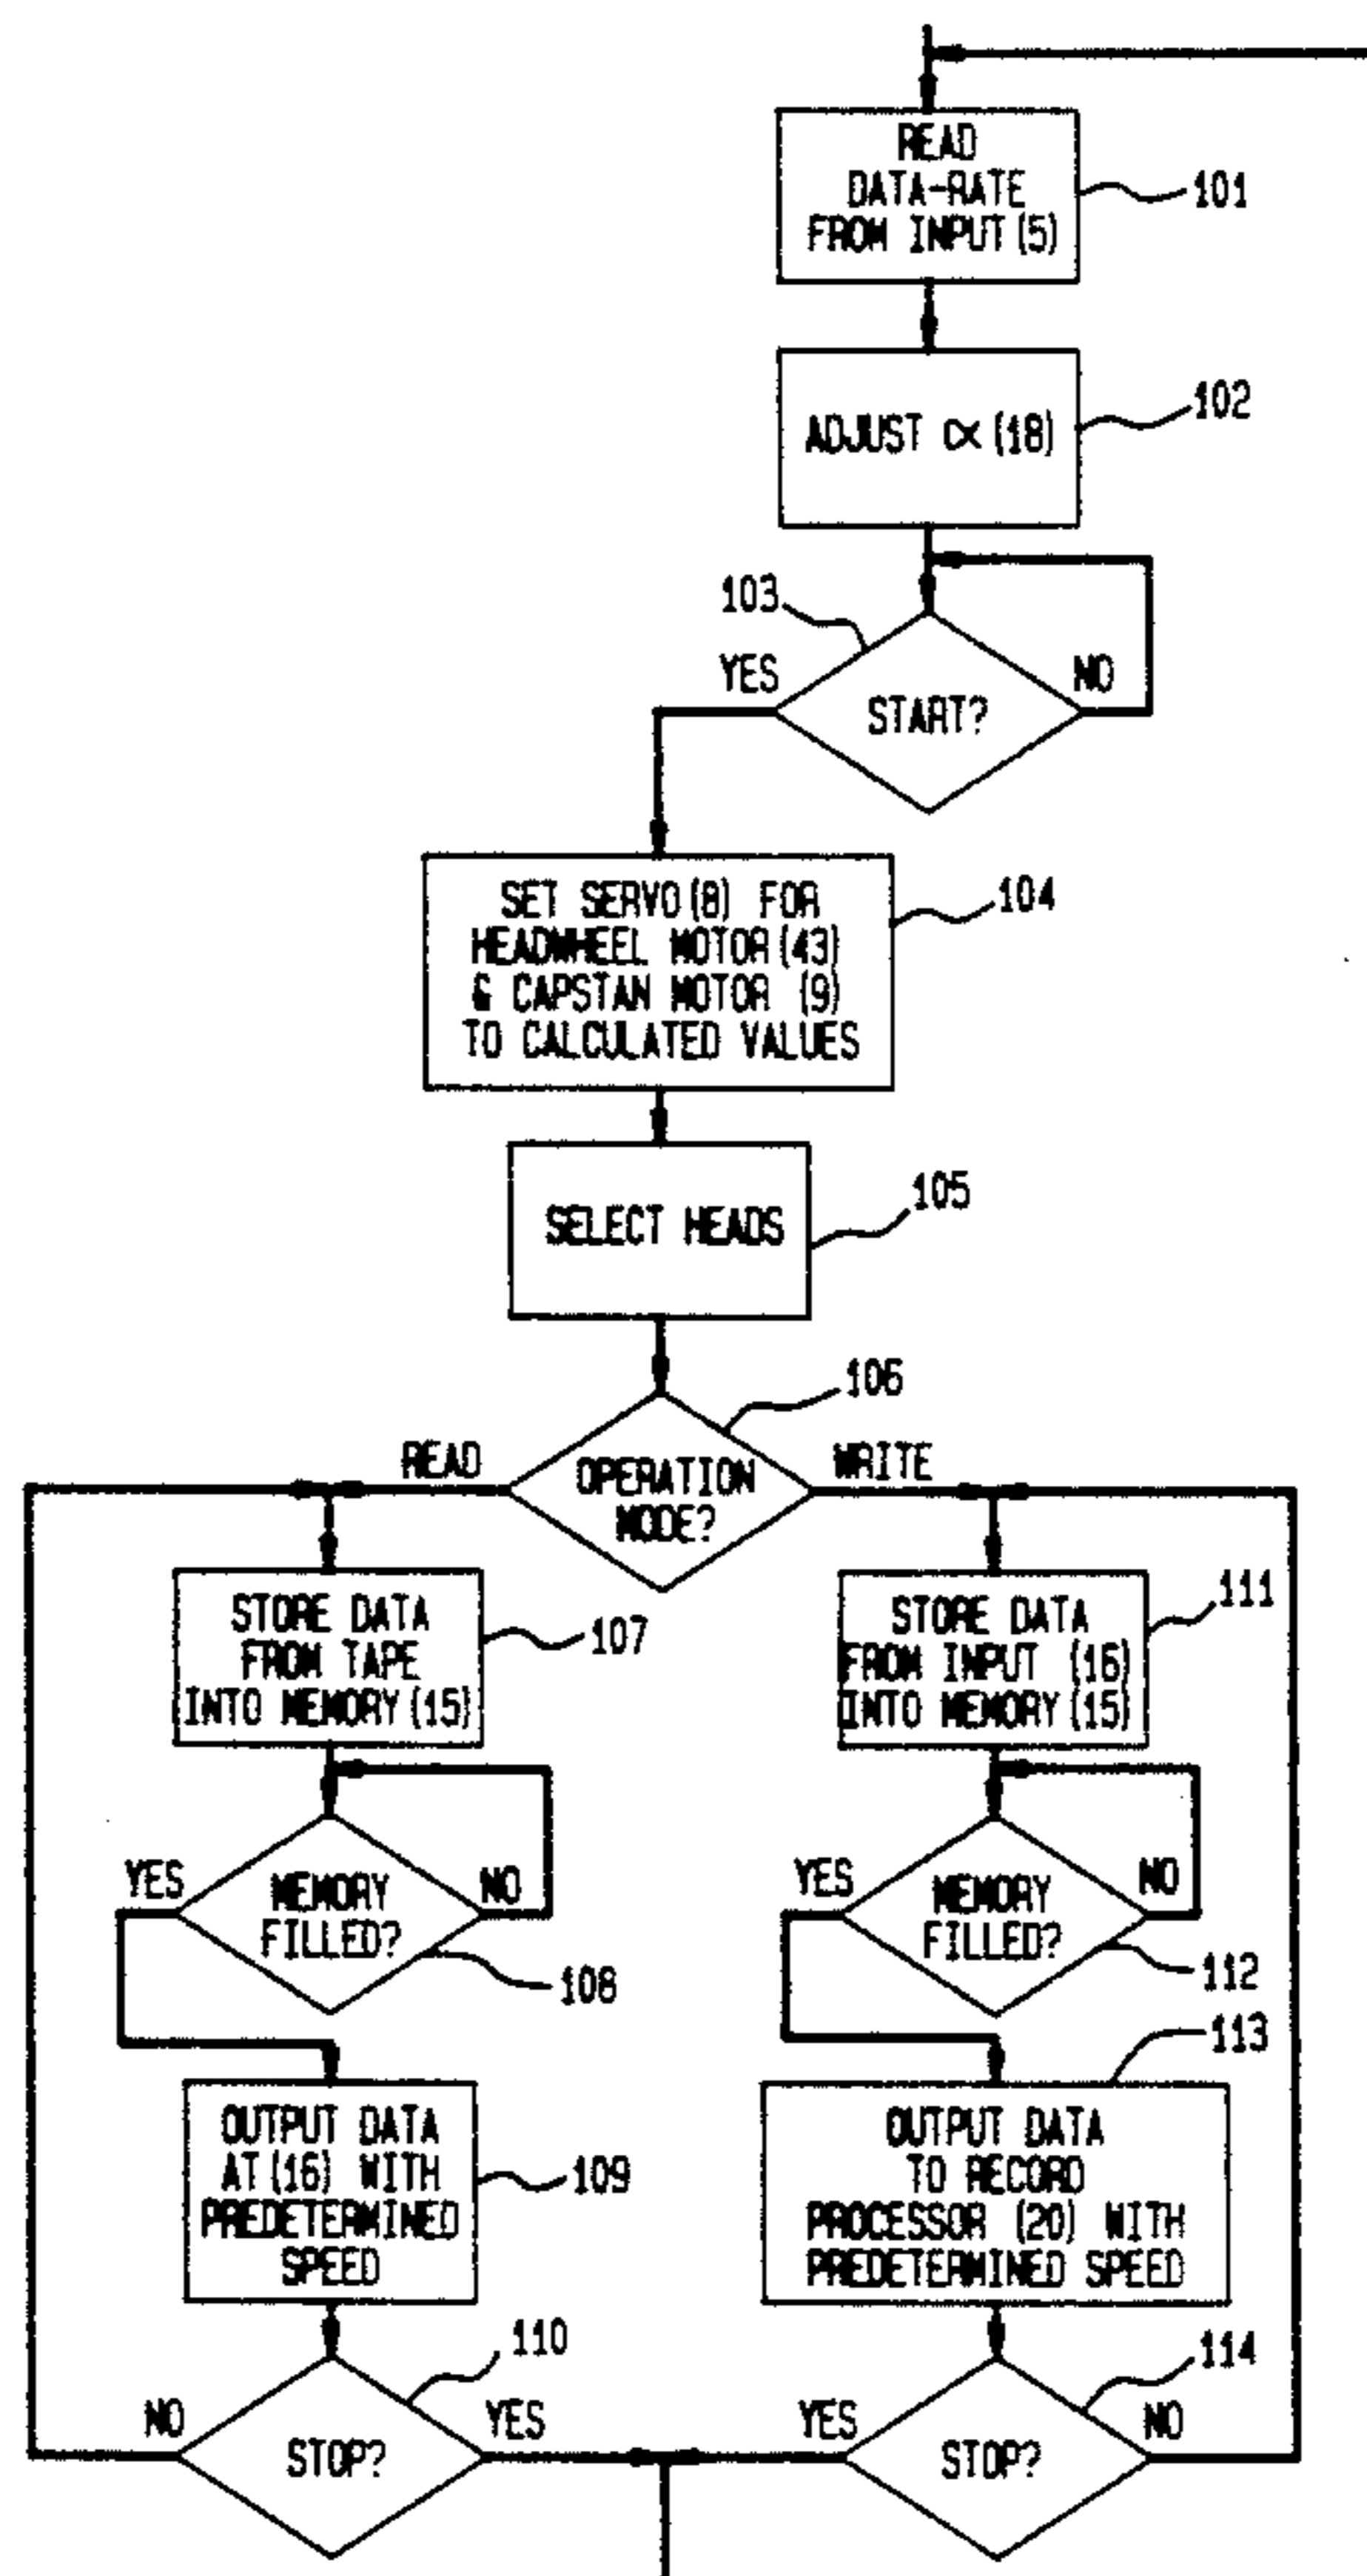 READ
DATA-RATE
FROM INPUT (5)
101
ADJUST α (18)
102
103
YES
NO
START?
SET SERVO (8) FOR
HEADWHEEL MOTOR (43)
& CAPSTAN MOTOR (9)
TO CALCULATED VALUES
104
SELECT HEADS
105
106
READ
WRITE
OPERATION
MODE?
STORE DATA
FROM TAPE
INTO MEMORY (15)
107
STORE DATA
FROM INPUT (16)
INTO MEMORY (15)
111
YES
NO
MEMORY
FILLED?
108
YES
NO
MEMORY
FILLED?
112
OUTPUT DATA
AT (16) WITH
PREDETERMINED
SPEED
109
113
OUTPUT DATA
TO RECORD
PROCESSOR (20) WITH
PREDETERMINED SPEED
110
NO
YES
STOP?
114
YES
NO
STOP?